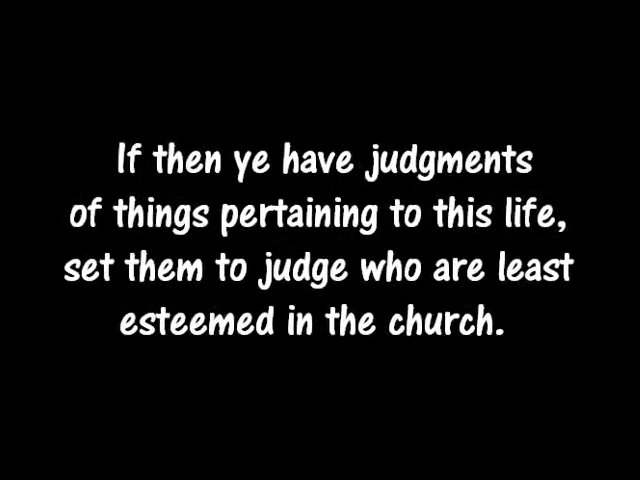 If then ye have judgments
of things pertaining to this life,
set them to judge who are least
esteemed in the church.